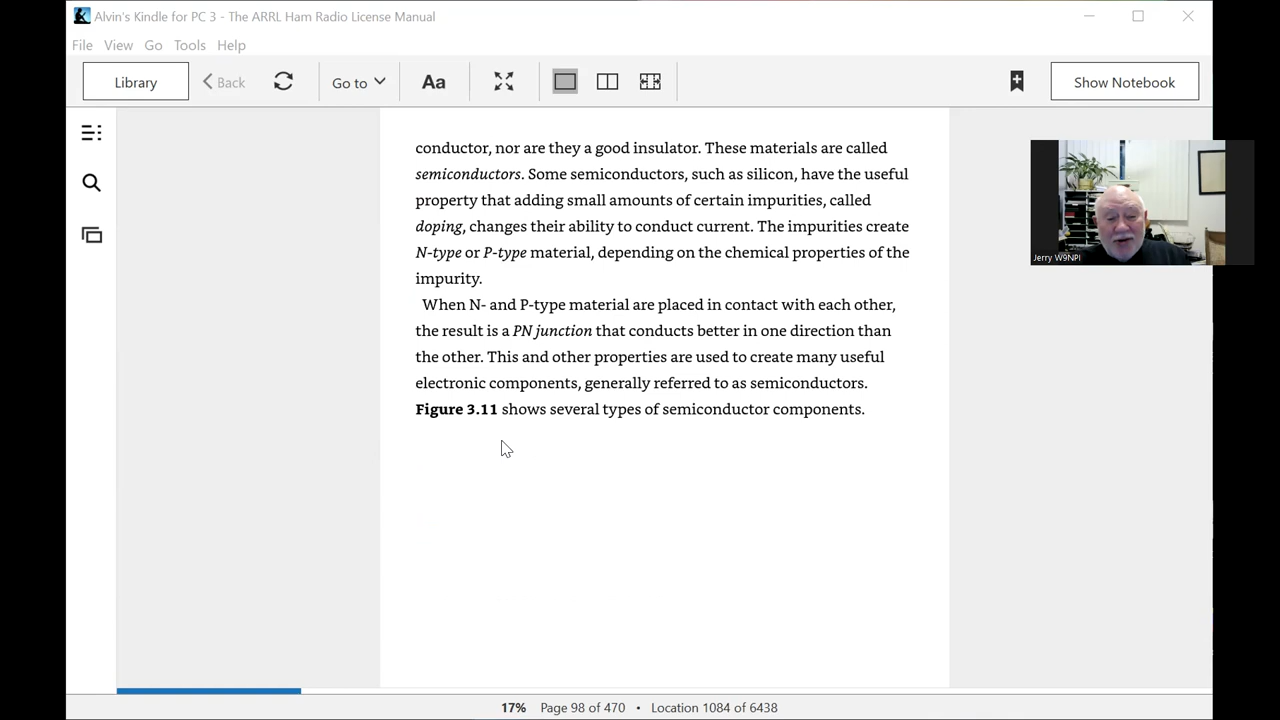 Alvin's Kindle for PC 3 - The ARRL Ham Radio License Manual
File View Go Tools Help
Library
Back
Go to
Aa
Show Notebook
conductor, nor are they a good insulator. These materials are called
semiconductors. Some semiconductors, such as silicon, have the useful
property that adding small amounts of certain impurities, called
doping, changes their ability to conduct current. The impurities create
N-type or P-type material, depending on the chemical properties of the
impurity.
When N- and P-type material are placed in contact with each other,
the result is a PN junction that conducts better in one direction than
the other. This and other properties are used to create many useful
electronic components, generally referred to as semiconductors.
Figure 3.11 shows several types of semiconductor components.
Jerry W9NPI
17% Page 98 of 470 • Location 1084 of 6438